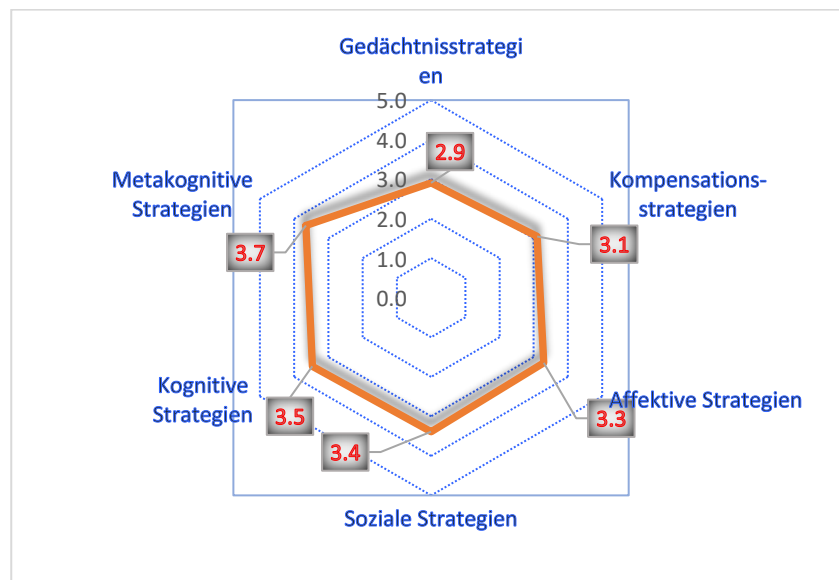 Gedächtnisstrategi
en
5.0
4.0
2.9
3.0
Metakognitive
Strategien
Kompensations-
strategien
2.0
3.7
3.1
1.0
0.0
Kognitive
Strategien
Affektive Strategien
3.5
3.3
3.4
Soziale Strategien